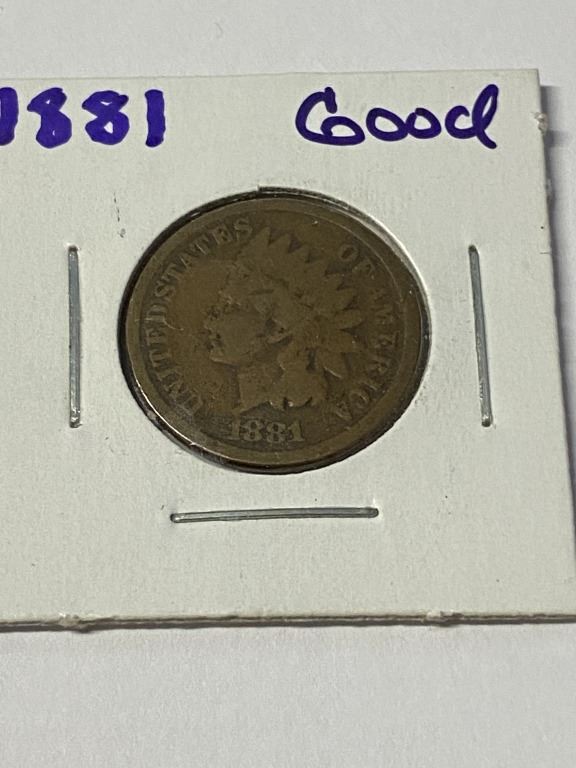 1881 Good
UNITED STATES OF AMERICA
1881